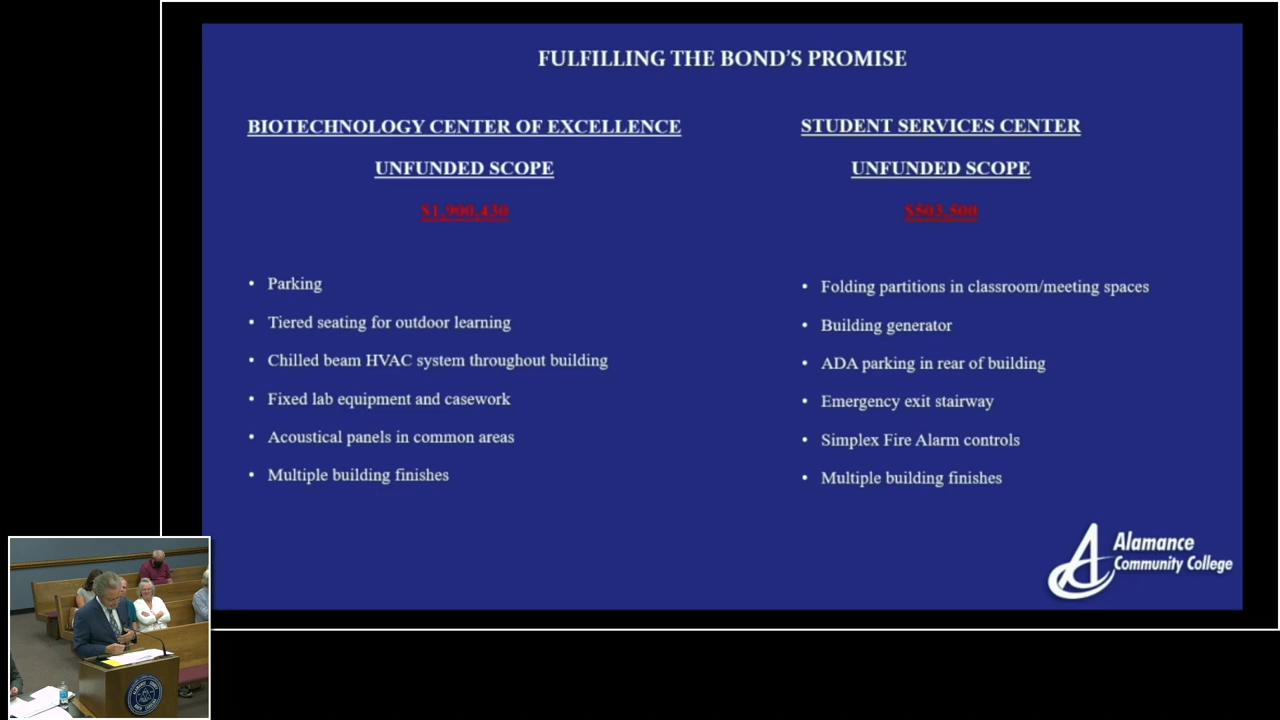 FULFILLING THE BOND'S PROMISE
BIOTECHNOLOGY CENTER OF EXCELLENCE
UNFUNDED SCOPE
• Parking
• Tiered seating for outdoor learning
• Chilled beam HVAC system throughout building
• Fixed lab equipment and casework
• Acoustical panels in common areas
• Multiple building finishes
STUDENT SERVICES CENTER
UNFUNDED SCOPE
$503,500
• Folding partitions in classroom/meeting spaces
• Building generator
• ADA parking in rear of building
• Emergency exit stairway
• Simplex Fire Alarm controls
• Multiple building finishes
Alamance
Community College